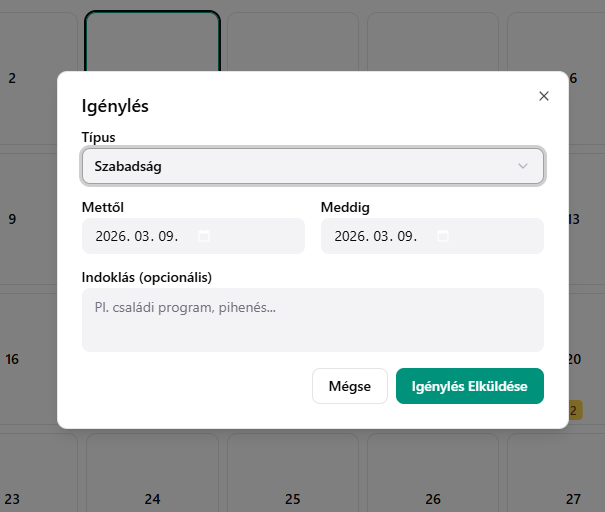 2
6
Igénylés
Típus
Szabadság
Mettől
Meddig
9
2026. 03. 09.
2026. 03. 09.
13
Indoklás (opcionális)
Pl. családi program, pihenés...
16
20
Mégse
Igénylés Elküldése
2
23
24
25
26
27